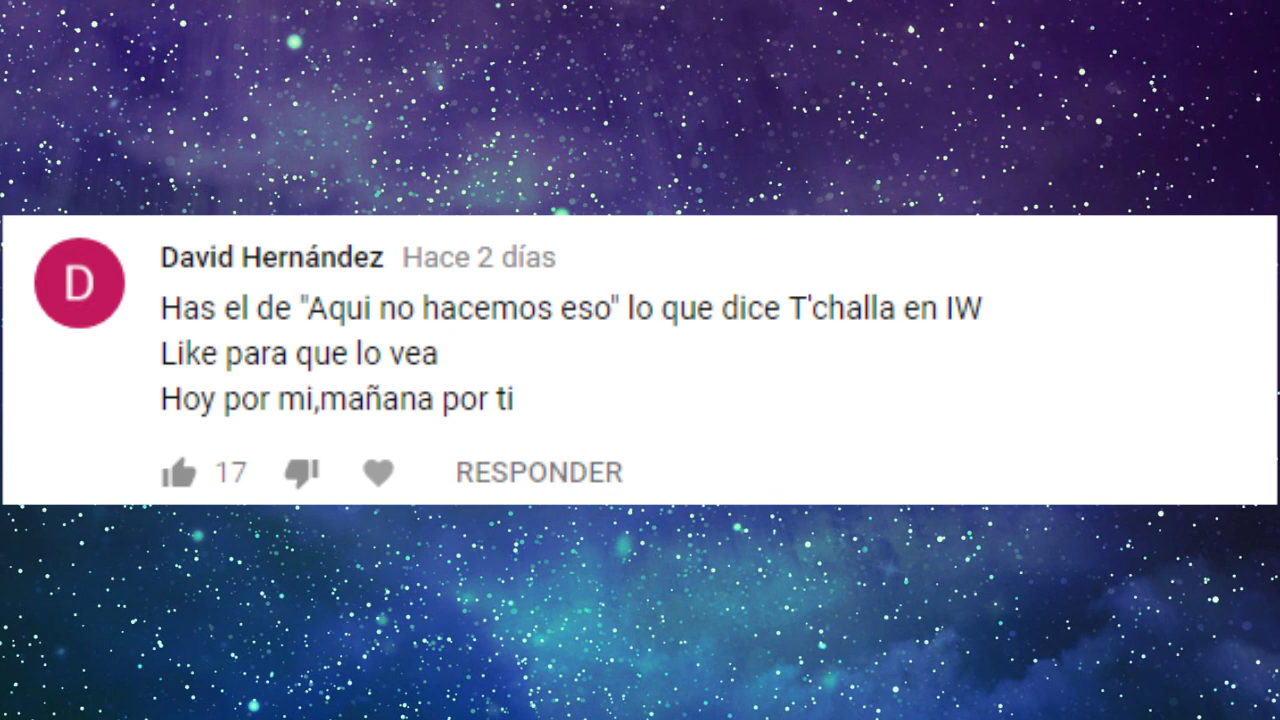 D
David Hernández Hace 2 días
Has el de "Aqui no hacemos eso" lo que dice T'challa en IW
Like para que lo vea
Hoy por mi,mañana por ti
17 RESPONDER